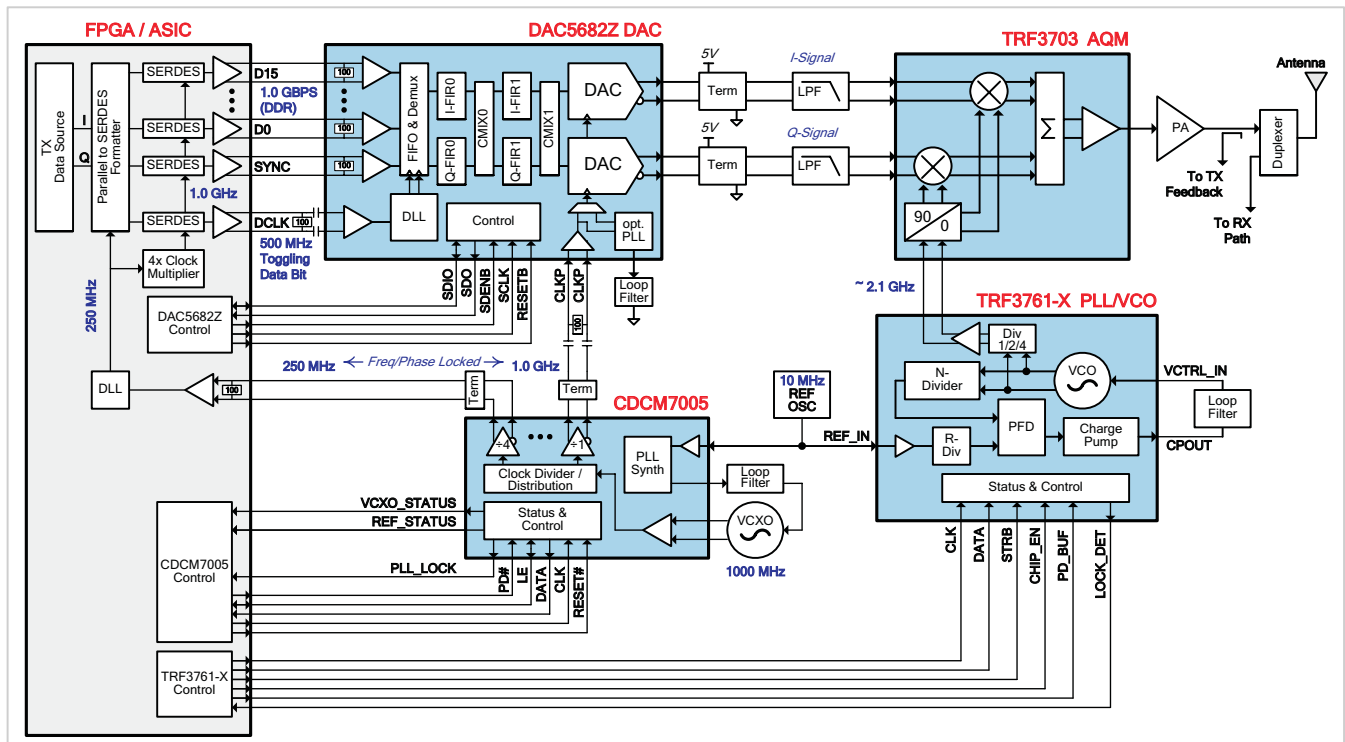 FPGA / ASIC
DAC5682Z DAC
TRF3703 AQM
TX
Data Source
I
Q
Parallel to SERDES
Formatter
SERDES
SERDES
SERDES
SERDES
D15
1.0 GBPS
(DDR)
D0
SYNC
1.0 GHz
DCLK
500 MHz
Toggling
Data Bit
100
100
100
100
4x Clock
Multiplier
250 MHz
DAC5682Z
Control
DLL
100
FIFO & Demux
I-FIR0
Q-FIR0
CMIX0
I-FIR1
Q-FIR1
CMIX1
DAC
DAC
DLL
Control
opt.
PLL
Loop
Filter
SDIO
SDO
SDENB
SCLK
RESETB
CLKP
CLKP
100
5V
Term
I-Signal
LPF
5V
Term
Q-Signal
LPF
Σ
90
0
PA
Antenna
Duplexer
To TX
Feedback
To RX
Path
~ 2.1 GHz
TRF3761-X PLL/VCO
Div
1/2/4
N-
Divider
VCO
VCTRL_IN
PFD
R-
Div
Charge
Pump
Loop
Filter
CPOUT
REF_IN
Status & Control
CLK
DATA
STRB
CHIP_EN
PD_BUF
LOCK_DET
10 MHz
REF
OSC
250 MHz
Freq/Phase Locked
1.0 GHz
Term
Term
CDCM7005
÷4
÷1
Clock Divider /
Distribution
PLL
Synth
Loop
Filter
VCXO
1000 MHz
Status &
Control
VCXO_STATUS
REF_STATUS
PLL_LOCK
PD#
LE
DATA
CLK
RESET#
CDCM7005
Control
TRF3761-X
Control